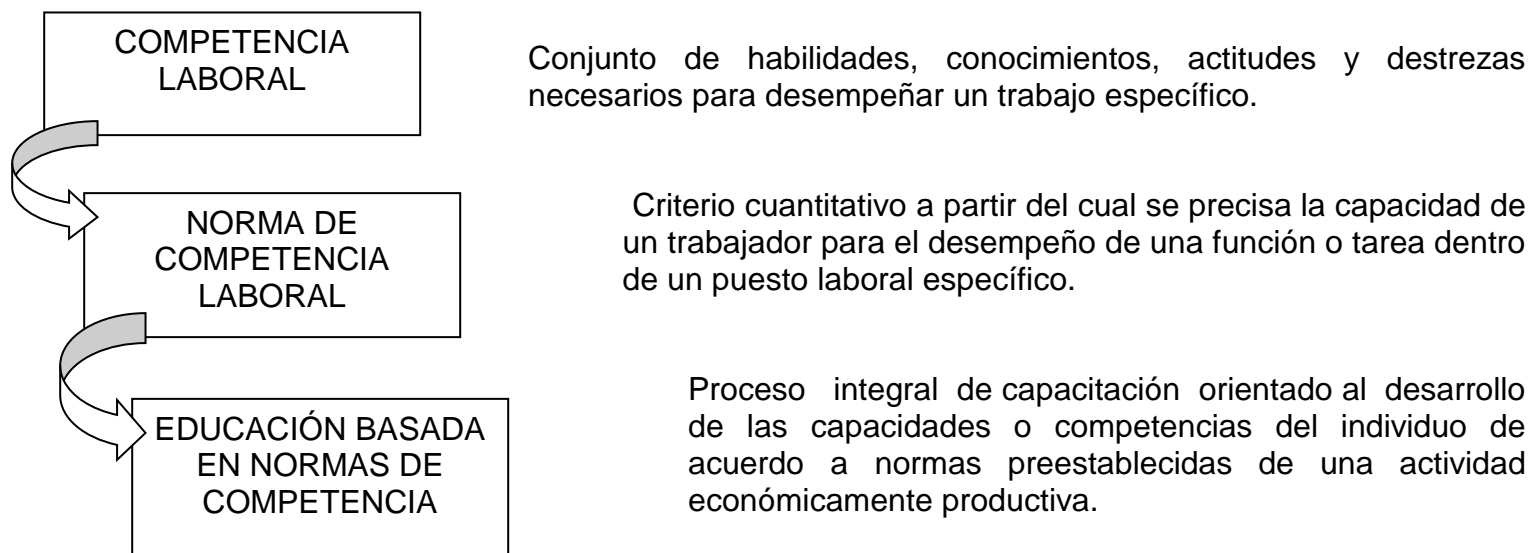 COMPETENCIA
LABORAL
Conjunto de habilidades, conocimientos, actitudes y destrezas
necesarios para desempeñar un trabajo específico.
NORMA DE
COMPETENCIA
LABORAL
Criterio cuantitativo a partir del cual se precisa la capacidad de
un trabajador para el desempeño de una función o tarea dentro
de un puesto laboral específico.
EDUCACIÓN BASADA
EN NORMAS DE
COMPETENCIA
Proceso integral de capacitación orientado al desarrollo
de las capacidades o competencias del individuo de
acuerdo a normas preestablecidas de una actividad
económicamente productiva.